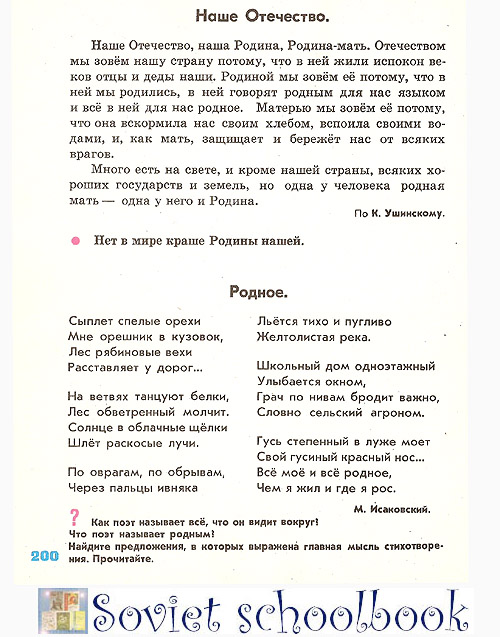 Наше Отечество.
Наше Отечество, наша Родина, Родина-мать. Отечеством
мы зовём нашу страну потому, что в ней жили испокон ве-
ков отцы и деды наши. Родиной мы зовём её потому, что в
ней мы родились, в ней говорят родным для нас языком
и всё в ней для нас родное. Матерью мы зовём её потому,
что она вскормила нас своим хлебом, вспоила своими во-
дами, и, как мать, защищает и бережёт нас от всяких
врагов.
Много есть на свете, и кроме нашей страны, всяких хо-
роших государств и земель, но одна у человека родная
мать — одна у него и Родина.
По К. Ушинскому.
Нет в мире краше Родины нашей.
Родное.
Сыплет спелые орехи
Мне орешник в кузовок,
Лес рябиновые вехи
Расставляет у дорог...
На ветвях танцуют белки,
Лес обветренный молчит.
Солнце в облачные щёлки
Шлёт раскосые лучи.
По оврагам, по обрывам,
Через пальцы ивняка
Льётся тихо и пугливо
Желтолистая река.
Школьный дом одноэтажный
Улыбается окном,
Грач по нивам бродит важно,
Словно сельский агроном.
Гусь степенный в луже моет
Свой гусиный красный нос...
Всё моё и всё родное,
Чем я жил и где я рос.
М. Исаковский.
? Как поэт называет всё, что он видит вокруг?
Что поэт называет родным?
Найдите предложения, в которых выражена главная мысль стихотворе-
ния. Прочитайте.
200
Soviet schoolbook